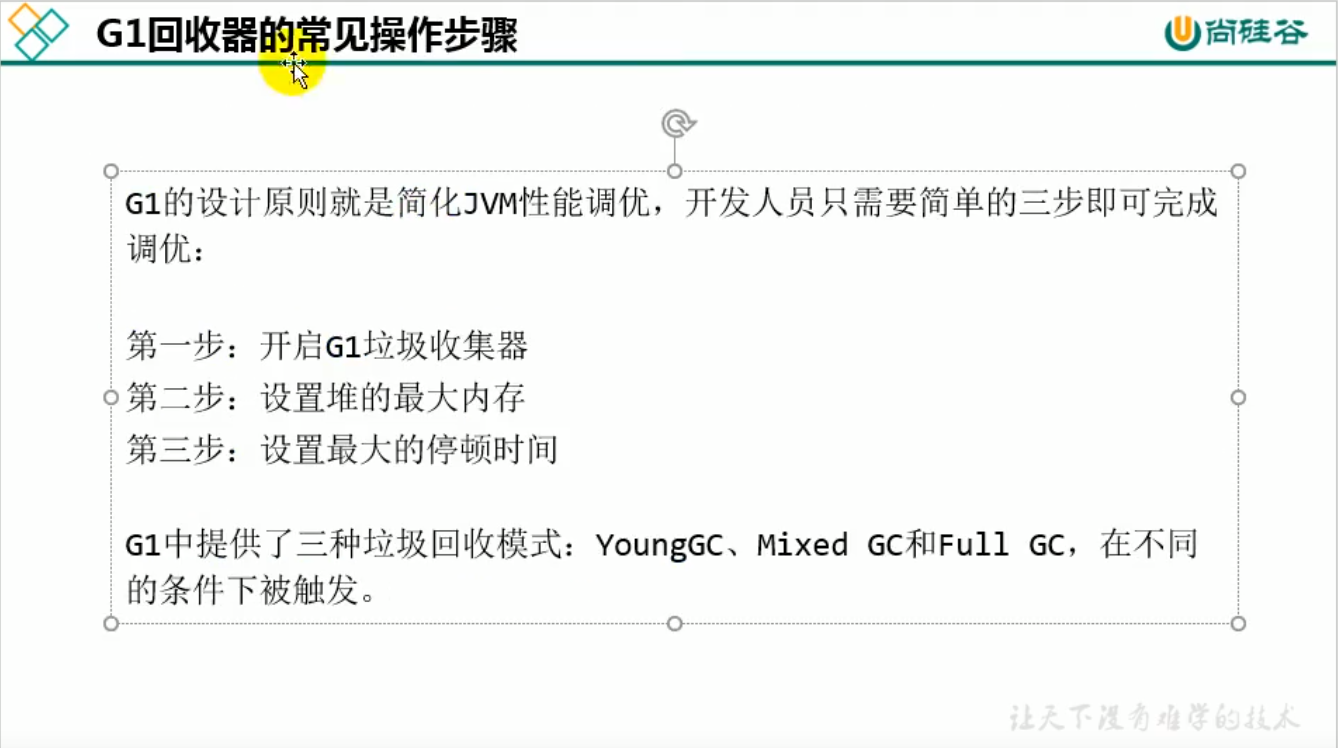 G1回收器的常见操作步骤
尚硅谷
G1的设计原则就是简化JVM性能调优，开发人员只需要简单的三步即可完成
调优：
第一步：开启G1垃圾收集器
第二步：设置堆的最大内存
第三步：设置最大的停顿时间
G1中提供了三种垃圾回收模式：YoungGC、Mixed GC和Full GC，在不同
的条件下被触发。
让天下没有难学的技术